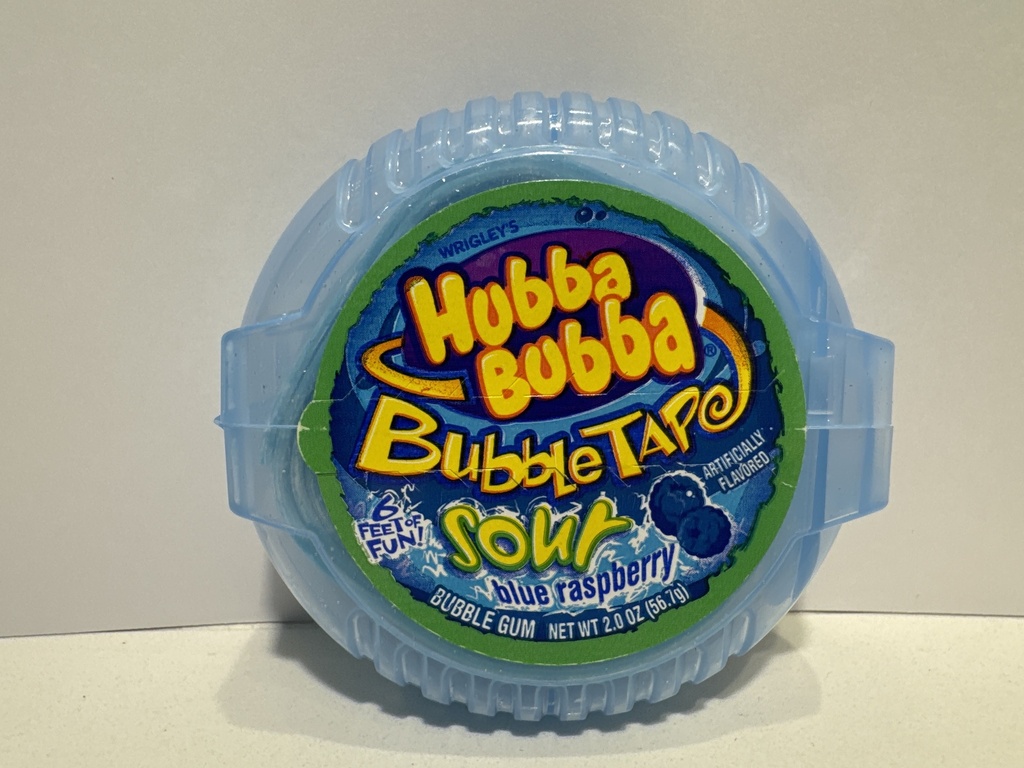 WRIGLEY'S
Hubba
Bubba®
BubbleTAPe
ARTIFICIALLY
FLAVORED
6
FEET OF
FUN!
sour
blue raspberry
BUBBLE GUM NET WT 2.0 OZ (56.7g)